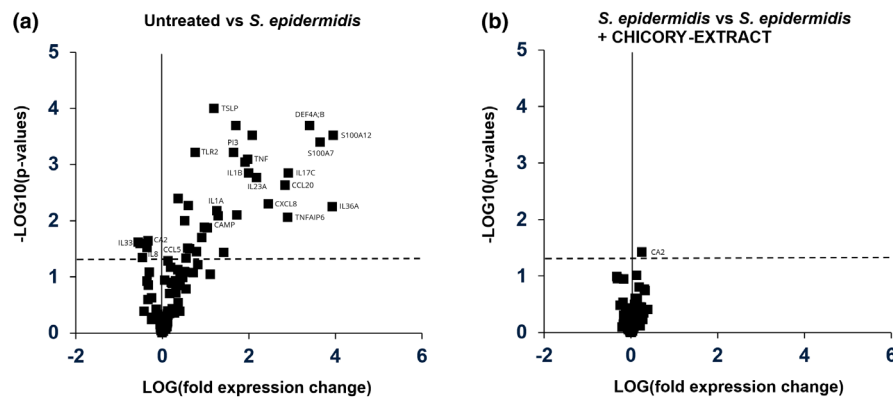 (a)
Untreated vs S. epidermidis
5
4
3
2
1
0
-2
0
2
4
6
-LOG10(p-values)
LOG(fold expression change)
TSLP
DEF4A;B
S100A12
S100A7
PI3
TLR2
TNF
IL1B
IL17C
IL23A
CCL20
CXCL8
IL36A
IL1A
TNFAIP6
CAMP
IL33
CA2
CCL5
IL8
(b)
S. epidermidis vs S. epidermidis
+ CHICORY-EXTRACT
5
4
3
2
1
0
-2
0
2
4
6
-LOG10(p-values)
LOG(fold expression change)
CA2